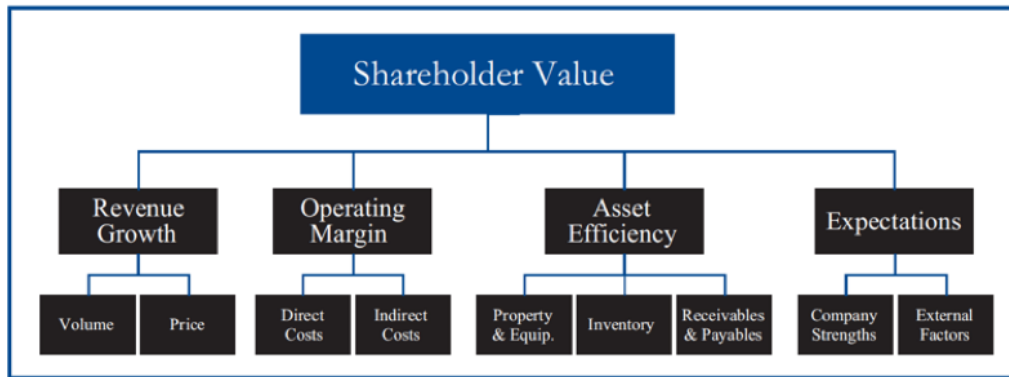 Shareholder Value
Revenue
Growth
Operating
Margin
Asset
Efficiency
Expectations
Volume
Price
Direct
Costs
Indirect
Costs
Property
& Equip.
Inventory
Receivables
& Payables
Company
Strengths
External
Factors